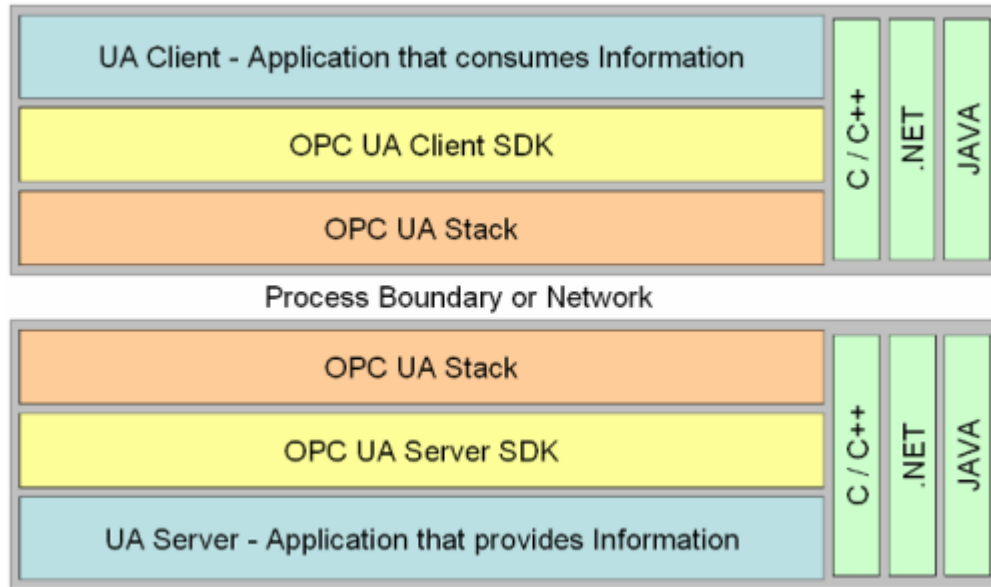 UA Client - Application that consumes Information
OPC UA Client SDK
OPC UA Stack
C / C++
.NET
JAVA
Process Boundary or Network
OPC UA Stack
OPC UA Server SDK
UA Server - Application that provides Information
C / C++
.NET
JAVA